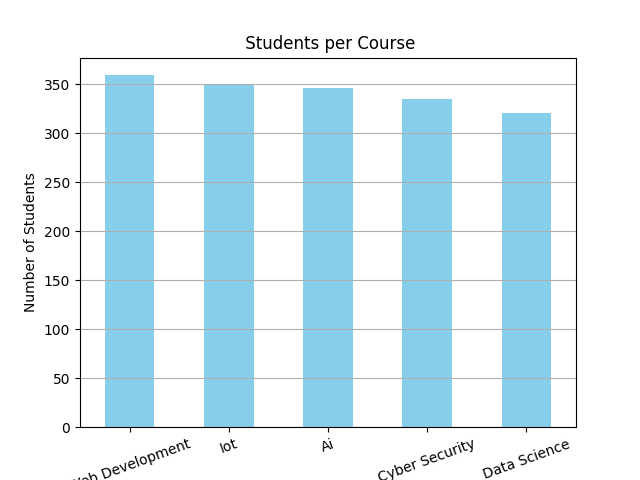 Students per Course
Number of Students
350
300
250
200
150
100
50
0
Development
Iot
Ai
Cyber Security
Data Science